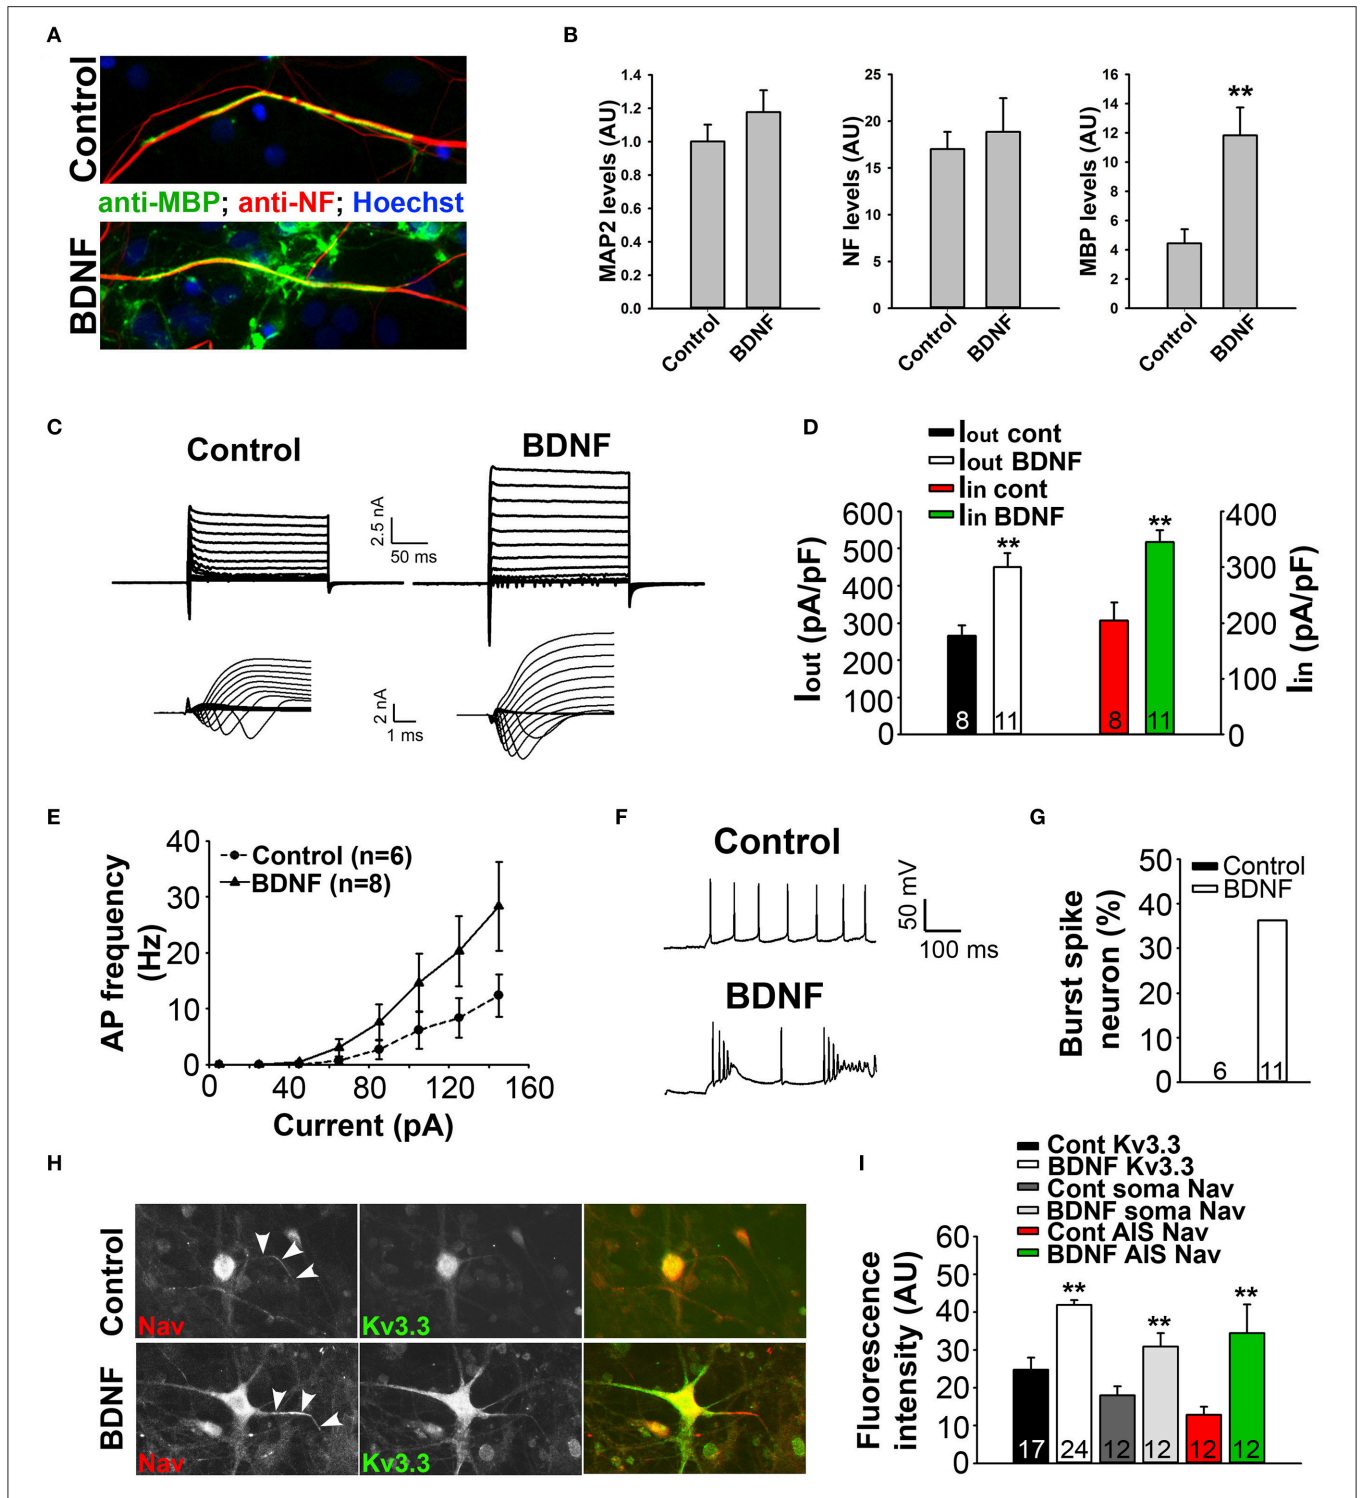 A
Control
anti-MBP; anti-NF; Hoechst
BDNF
B
MAP2 levels (AU)
1.4
1.2
1.0
0.8
0.6
0.4
0.2
0.0
Control
BDNF
NF levels (AU)
25
20
15
10
5
0
Control
BDNF
MBP levels (AU)
16
14
12
10
8
6
4
2
0
**
Control
BDNF
C
Control
BDNF
2.5 nA
50 ms
2 nA
1 ms
D
Iout cont
Iout BDNF
Iin cont
Iin BDNF
Iout (pA/pF)
600
500
400
300
200
100
0
**
**
8
11
8
11
400
300
200
100
0
Iin (pA/pF)
E
AP frequency
(Hz)
40
30
20
10
0
Control (n=6)
BDNF (n=8)
0
40
80
120
160
Current (pA)
F
Control
50 mV
100 ms
BDNF
G
Burst spike
neuron (%)
50
40
30
20
10
0
Control
BDNF
6
11
H
Control
Nav
Kv3.3
BDNF
Nav
Kv3.3
I
Cont Kv3.3
BDNF Kv3.3
Cont soma Nav
BDNF soma Nav
Cont AIS Nav
BDNF AIS Nav
Fluorescence
intensity (AU)
60
50
40
30
20
10
0
**
**
**
17
24
12
12
12
12